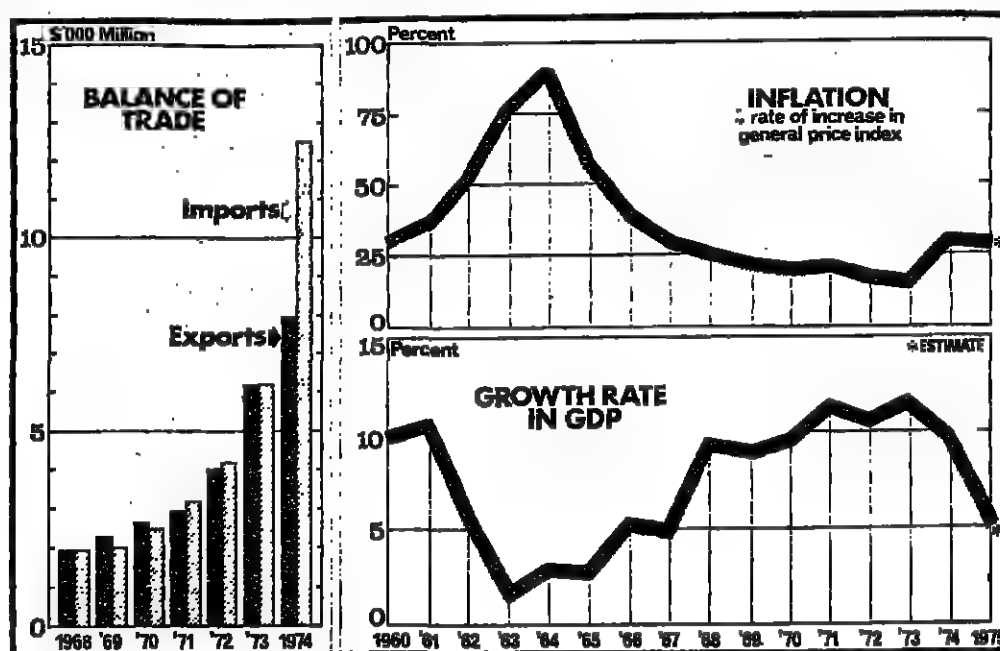 $'000 Million
15
BALANCE OF
TRADE
Imports
10
Exports
5
0
1968 '69 '70 '71 '72 '73 1974
Percent
100
INFLATION
rate of increase in
general price index
75
50
25
*
0
15
Percent
*ESTIMATE
GROWTH RATE
IN GDP
10
5
*
0
1960 '61 '62 '63 '64 '65 '66 '67 '68 '69 '70 '71 '72 '73 '74